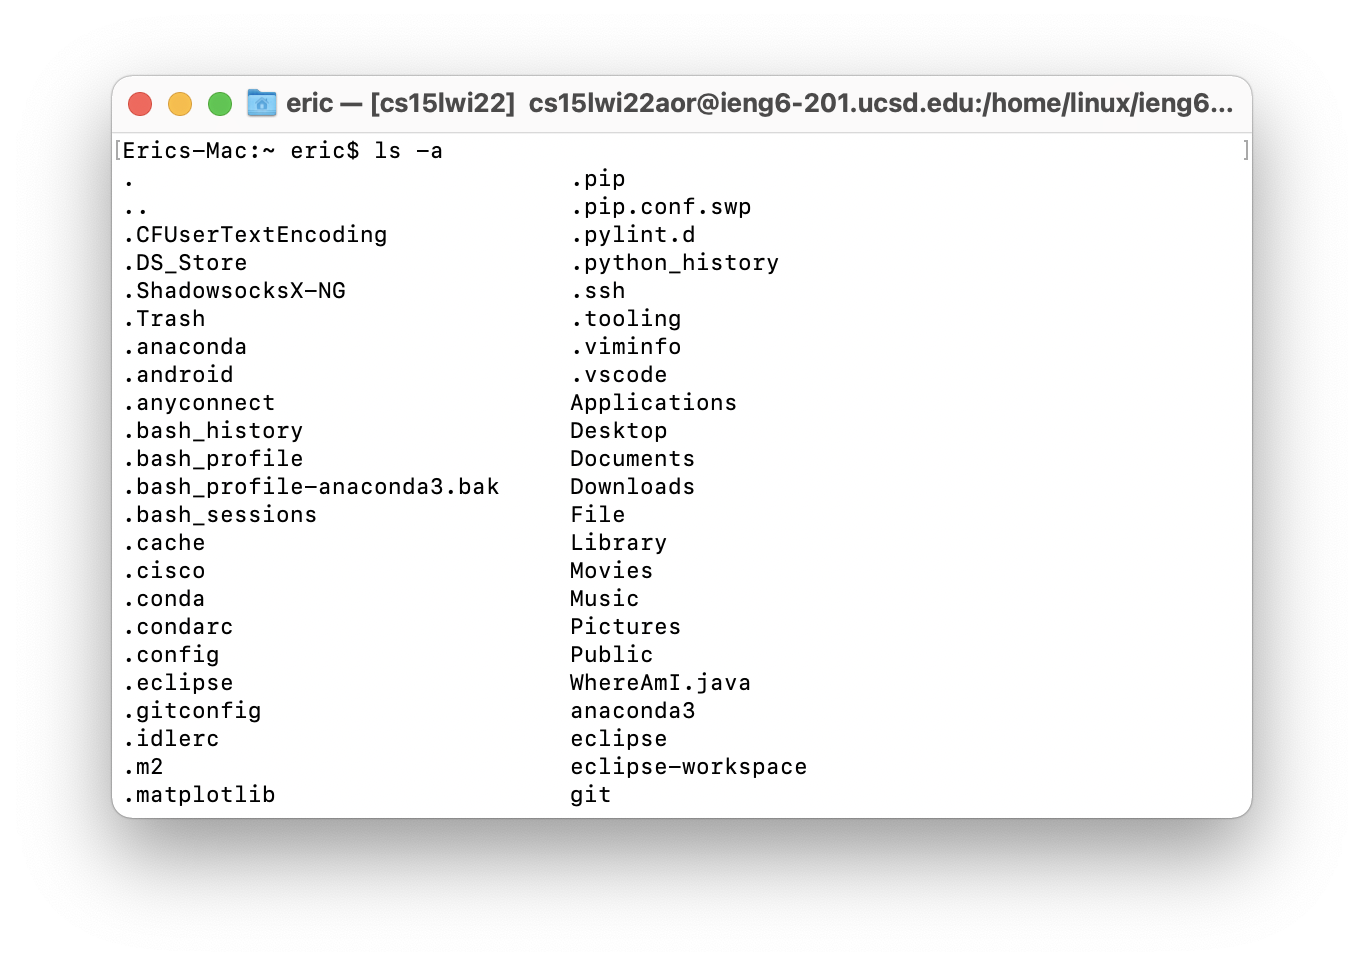 eric — [cs15lwi22] cs15lwi22aor@ieng6-201.ucsd.edu:/home/linux/ieng6...
[Erics-Mac:~ eric$ ls -a ]
. .pip
.. .pip.conf.swp
.CFUserTextEncoding .pylint.d
.DS_Store .python_history
.ShadowsocksX-NG .ssh
.Trash .tooling
.anaconda .viminfo
.android .vscode
.anyconnect Applications
.bash_history Desktop
.bash_profile Documents
.bash_profile-anaconda3.bak Downloads
.bash_sessions File
.cache Library
.cisco Movies
.conda Music
.condarc Pictures
.config Public
.eclipse WhereAmI.java
.gitconfig anaconda3
.idlerc eclipse
.m2 eclipse-workspace
.matplotlib git